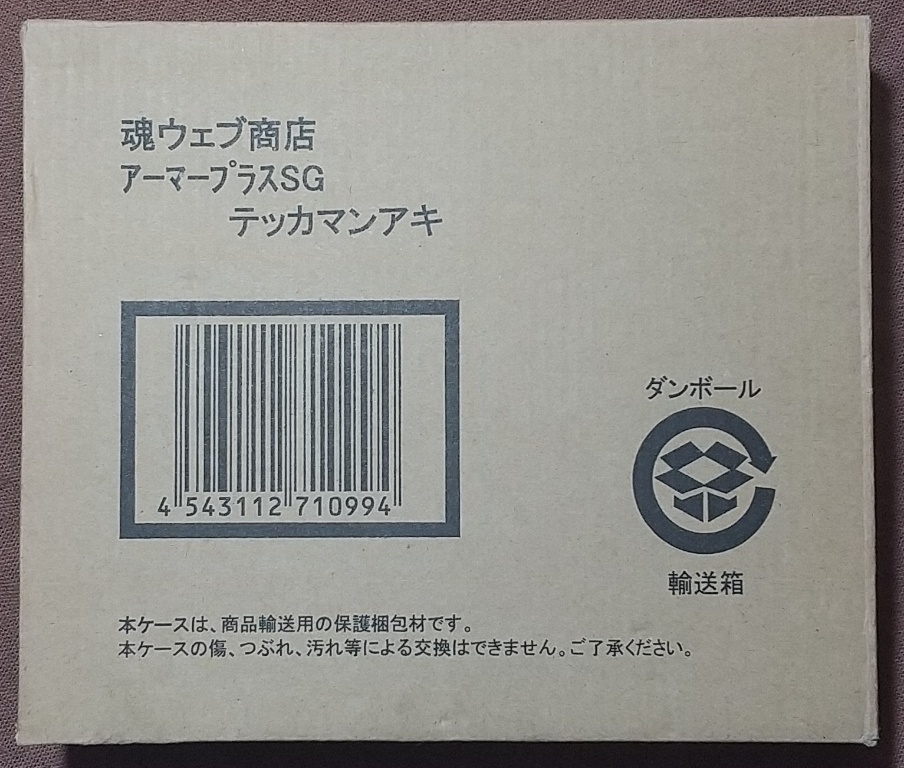 魂ウェブ商店
アーマープラスSG
テッカマンアキ
4 543112 710994
ダンボール
輸送箱
本ケースは、商品輸送用の保護梱包材です。
本ケースの傷、つぶれ、汚れ等による交換はできません。ご了承ください。